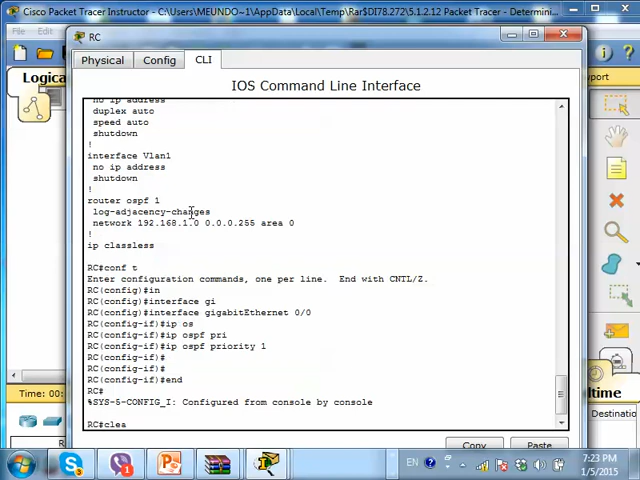 Cisco Packet Tracer Instructor - C:\Users\MEUNDO~1\AppData\Local\Temp\Rar$DI78.272\5.1.2.12 Packet Tracer - Determini...
File
RC
Logical
port
Physical
Config
CLI
IOS Command Line Interface
no ip address
duplex auto
speed auto
shutdown
!
interface Vlan1
no ip address
shutdown
!
router ospf 1
log-adjacency-changes
network 192.168.1.0 0.0.0.255 area 0
!
ip classless
RC#conf t
Enter configuration commands, one per line.  End with CNTL/Z.
RC(config)#in
RC(config)#interface gi
RC(config)#interface gigabitEthernet 0/0
RC(config-if)#ip os
RC(config-if)#ip ospf pri
RC(config-if)#ip ospf priority 1
RC(config-if)#
RC(config-if)#
RC(config-if)#end
RC#
%SYS-5-CONFIG_I: Configured from console by console
RC#clea
Copy
Paste
Time: 00:
ltime
Destinatio
EN
7:23 PM
1/5/2015